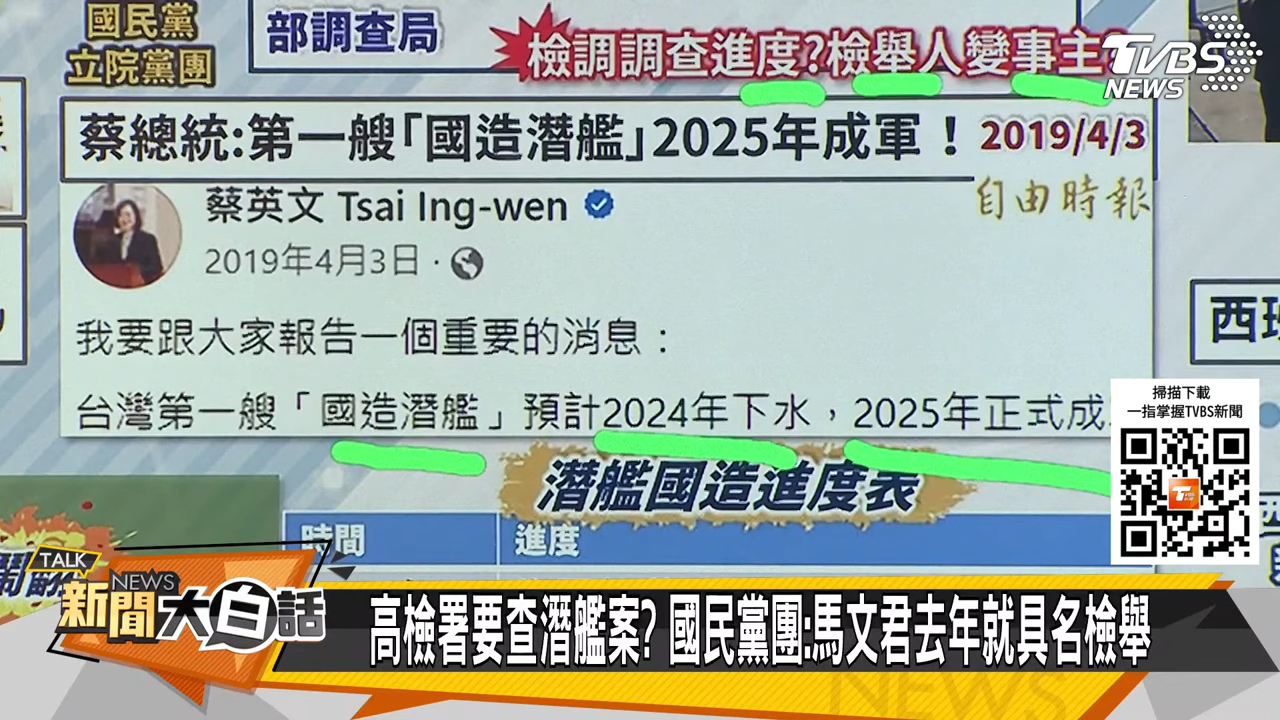 國民黨
立院黨團
部調查局
檢調調查進度?檢舉人變事主
TVBS
NEWS
蔡總統:第一艘「國造潛艦」2025年成軍！
2019/4/3
自由時報
蔡英文 Tsai Ing-wen
2019年4月3日 ·
我要跟大家報告一個重要的消息：
台灣第一艘「國造潛艦」預計2024年下水，2025年正式成
西班
掃描下載
一指掌握TVBS新聞
潛艦國造進度表
時間
進度
西
TALK
NEWS
新聞大白話
高檢署要查潛艦案? 國民黨團:馬文君去年就具名檢舉
NEWS